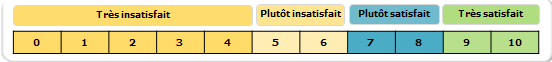 Très insatisfait Plutôt insatisfait Plutôt satisfait Très satisfait
0 1 2 3 4 5 6 7 8 9 10